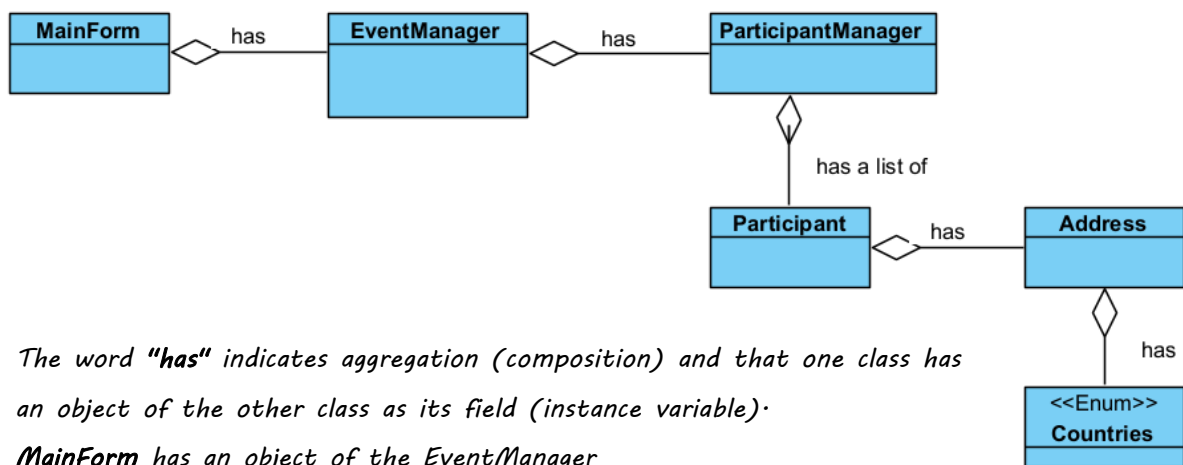 MainForm
has
EventManager
has
ParticipantManager
has a list of
Participant
has
Address
has
<<Enum>>
Countries
The word "has" indicates aggregation (composition) and that one class has
an object of the other class as its field (instance variable).
MainForm has an object of the EventManager